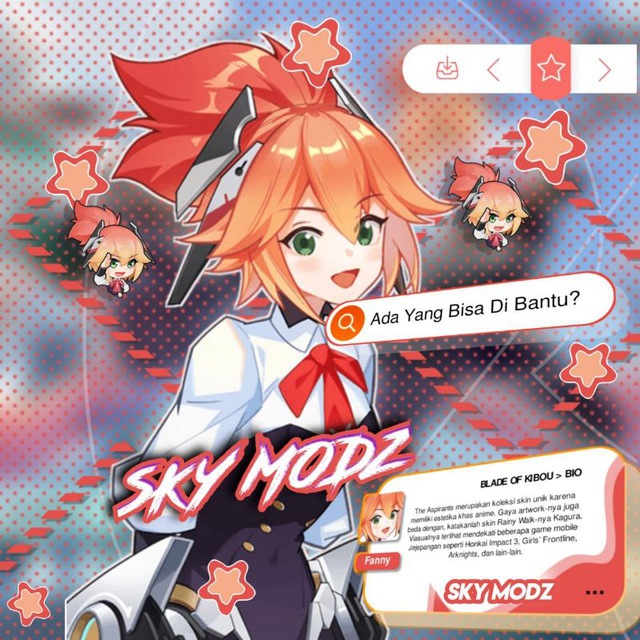 Ada Yang Bisa Di Bantu?
SKY MODZ
BLADE OF KIBOU > BIO
The Aspirants merupakan koleksi skin unik karena
memiliki estetika khas anime. Gaya artwork-nya juga
beda dengan, katakanlah skin Rainy Walk-nya Kagura.
Vasualnya terlihat mendekati beberapa game mobile
Jejepangan seperti Honkai Impact 3, Girls' Frontline,
Arknights, dan lain-lain.
Fanny
SKY MODZ